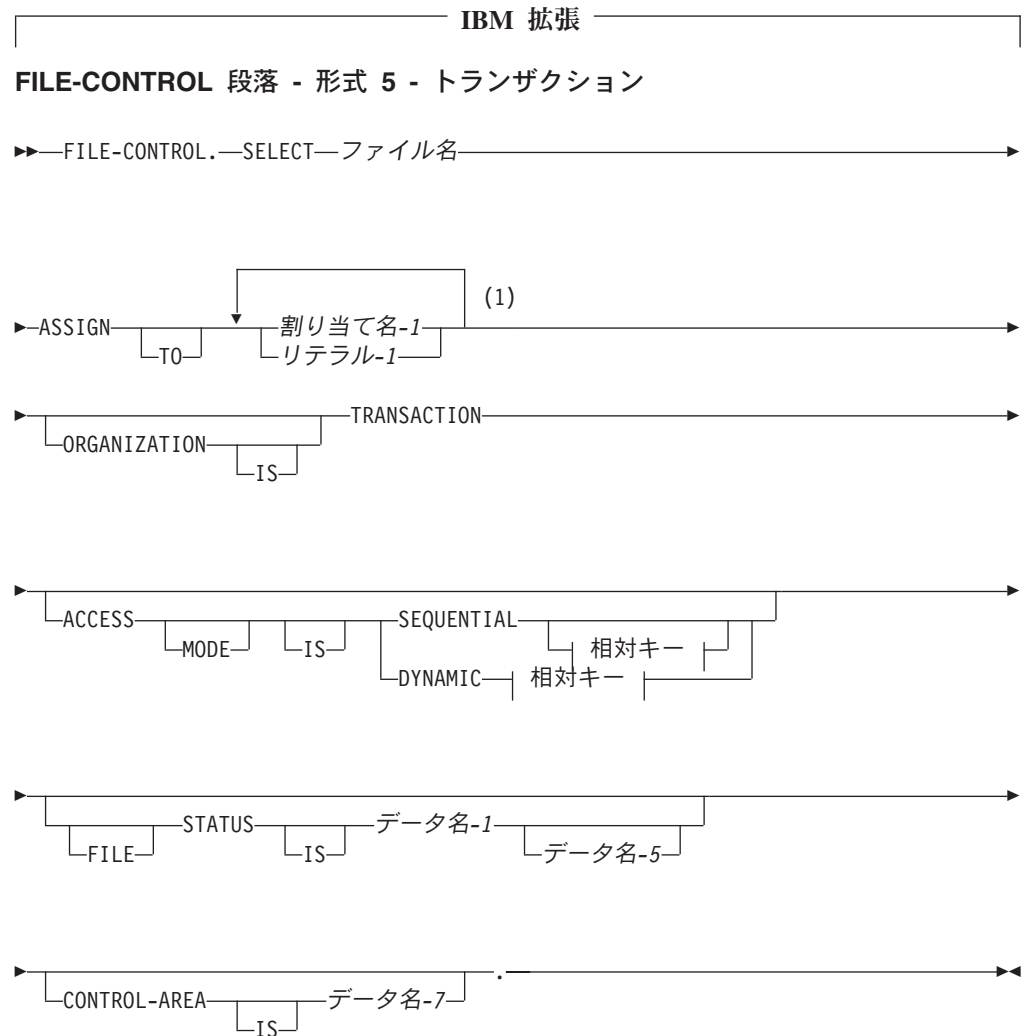 IBM 拡張
FILE-CONTROL 段落 - 形式 5 - トランザクション
FILE-CONTROL. SELECT ファイル名
(1)
ASSIGN TO 割り当て名-1
リテラル-1
TRANSACTION
ORGANIZATION IS
ACCESS MODE IS SEQUENTIAL 相対キー
DYNAMIC 相対キー
FILE STATUS IS データ名-1 データ名-5
.
CONTROL-AREA IS データ名-7